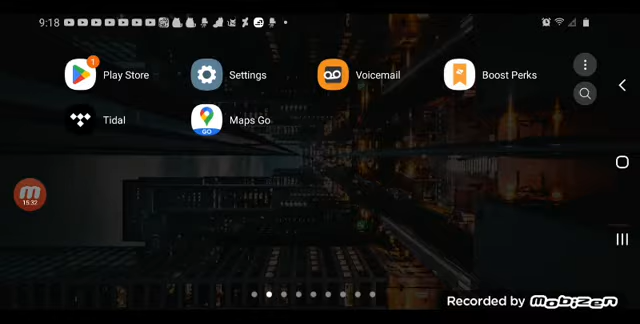 9:18
1
Play Store
Settings
Voicemail
Boost Perks
Tidal
GO
Maps Go
m
15:32
Recorded by mobizen